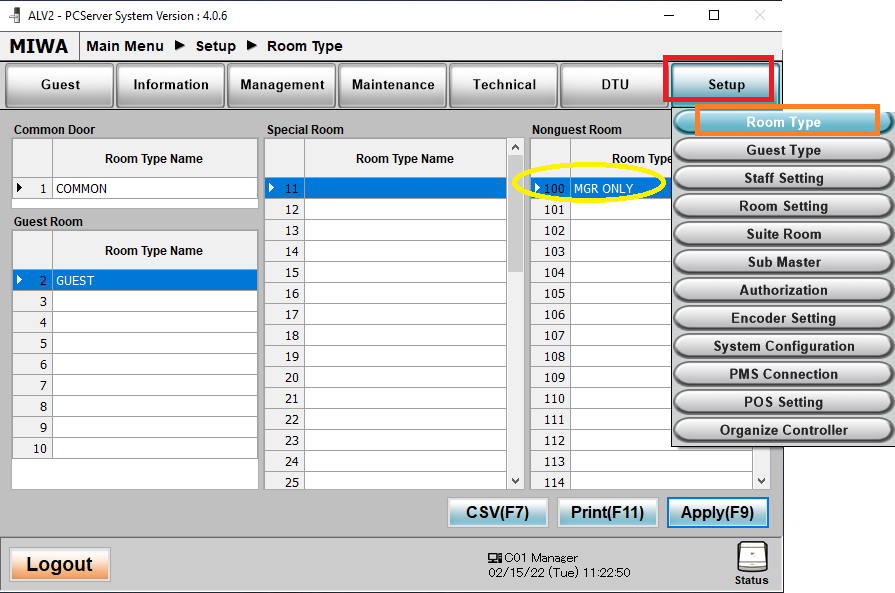 ALV2 - PCServer System Version : 4.0.6
MIWA Main Menu ▶ Setup ▶ Room Type
Guest Information Management Maintenance Technical DTU Setup
Room Type
Guest Type
Staff Setting
Room Setting
Suite Room
Sub Master
Authorization
Encoder Setting
System Configuration
PMS Connection
POS Setting
Organize Controller
Common Door
Room Type Name
1 COMMON
Guest Room
Room Type Name
2 GUEST
3
4
5
6
7
8
9
10
Special Room
Room Type Name
11
12
13
14
15
16
17
18
19
20
21
22
23
24
25
Nonguest Room
Room Type
100 MGR ONLY
101
102
103
104
105
106
107
108
109
110
111
112
113
114
CSV(F7) Print(F11) Apply(F9)
Logout
C01 Manager
02/15/22 (Tue) 11:22:50
Status